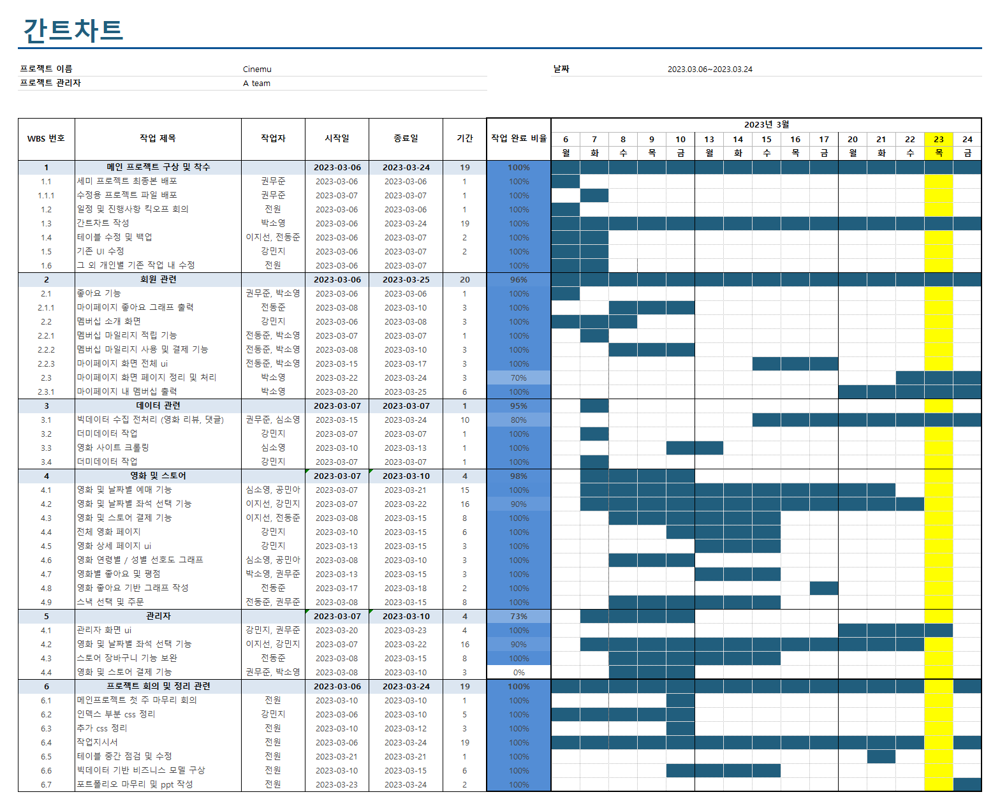 간트차트
프로젝트 이름 Cinemu 날짜 2023.03.06~2023.03.24
프로젝트 관리자 A team
2023년 3월
WBS 번호 작업 제목 작업자 시작일 종료일 기간 작업 완료 비율
6 7 8 9 10 13 14 15 16 17 20 21 22 23 24
월 화 수 목 금 월 화 수 목 금 월 화 수 목 금
1 메인 프로젝트 구상 및 착수 2023-03-06 2023-03-24 19 100%
1.1 세미 프로젝트 최종본 배포 권무준 2023-03-06 2023-03-06 1 100%
1.1.1 수정용 프로젝트 파일 배포 권무준 2023-03-07 2023-03-07 1 100%
1.2 일정 및 진행사항 킥오프 회의 전원 2023-03-06 2023-03-06 1 100%
1.3 간트차트 작성 박소영 2023-03-06 2023-03-24 19 100%
1.4 테이블 수정 및 백업 이지선, 전동준 2023-03-06 2023-03-07 2 100%
1.5 기존 UI 수정 강민지 2023-03-06 2023-03-07 2 100%
1.6 그 외 개인별 기존 작업 내 수정 전원 2023-03-06 2023-03-07 100%
2 회원 관련 2023-03-06 2023-03-25 20 96%
2.1 좋아요 기능 권무준, 박소영 2023-03-06 2023-03-06 1 100%
2.1.1 마이페이지 좋아요 그래프 출력 전동준 2023-03-08 2023-03-10 3 100%
2.2 멤버십 소개 화면 강민지 2023-03-06 2023-03-08 3 100%
2.2.1 멤버십 마일리지 적립 기능 전동준, 박소영 2023-03-07 2023-03-07 1 100%
2.2.2 멤버십 마일리지 사용 및 결제 기능 전동준, 박소영 2023-03-08 2023-03-10 3 100%
2.2.3 마이페이지 화면 전체 ui 전동준, 박소영 2023-03-15 2023-03-17 3 100%
2.3 마이페이지 화면 페이지 정리 및 처리 박소영 2023-03-22 2023-03-24 3 70%
2.3.1 마이페이지 내 멤버십 출력 박소영 2023-03-20 2023-03-25 6 100%
3 데이터 관련 2023-03-07 2023-03-07 1 95%
3.1 빅데이터 수집 전처리 (영화 리뷰, 댓글) 권무준, 심소영 2023-03-15 2023-03-24 10 80%
3.2 더미데이터 작업 강민지 2023-03-07 2023-03-07 1 100%
3.3 영화 사이트 크롤링 심소영 2023-03-10 2023-03-13 1 100%
3.4 더미데이터 작업 강민지 2023-03-07 2023-03-07 1 100%
4 영화 및 스토어 2023-03-07 2023-03-10 4 98%
4.1 영화 및 날짜별 예매 기능 심소영, 공민아 2023-03-07 2023-03-21 15 100%
4.2 영화 및 날짜별 좌석 선택 기능 이지선, 강민지 2023-03-07 2023-03-22 16 90%
4.3 영화 및 스토어 결제 기능 이지선, 전동준 2023-03-08 2023-03-15 8 100%
4.4 전체 영화 페이지 강민지 2023-03-10 2023-03-15 6 100%
4.5 영화 상세 페이지 ui 강민지 2023-03-13 2023-03-15 3 100%
4.6 영화 연령별 / 성별 선호도 그래프 심소영, 공민아 2023-03-08 2023-03-10 3 100%
4.7 영화별 좋아요 및 평점 박소영, 권무준 2023-03-13 2023-03-15 3 100%
4.8 영화 좋아요 기반 그래프 작성 전동준 2023-03-17 2023-03-18 2 100%
4.9 스낵 선택 및 주문 전동준, 권무준 2023-03-08 2023-03-15 8 100%
5 관리자 2023-03-07 2023-03-10 4 73%
4.1 관리자 화면 ui 강민지, 권무준 2023-03-20 2023-03-23 4 100%
4.2 영화 및 날짜별 좌석 선택 기능 이지선, 강민지 2023-03-07 2023-03-22 16 90%
4.3 스토어 장바구니 기능 보완 전동준 2023-03-08 2023-03-15 8 100%
4.4 영화 및 스토어 결제 기능 권무준, 박소영 2023-03-08 2023-03-10 3 0%
6 프로젝트 회의 및 정리 관련 2023-03-06 2023-03-24 19 100%
6.1 메인프로젝트 첫 주 마무리 회의 전원 2023-03-10 2023-03-10 1 100%
6.2 인덱스 부분 css 정리 강민지 2023-03-06 2023-03-10 5 100%
6.3 추가 css 정리 전원 2023-03-10 2023-03-12 3 100%
6.4 작업지시서 전원 2023-03-06 2023-03-24 19 100%
6.5 테이블 중간 점검 및 수정 전원 2023-03-21 2023-03-21 1 100%
6.6 빅데이터 기반 비즈니스 모델 구상 전원 2023-03-10 2023-03-15 6 100%
6.7 포트폴리오 마무리 및 ppt 작성 전원 2023-03-23 2023-03-24 2 100%